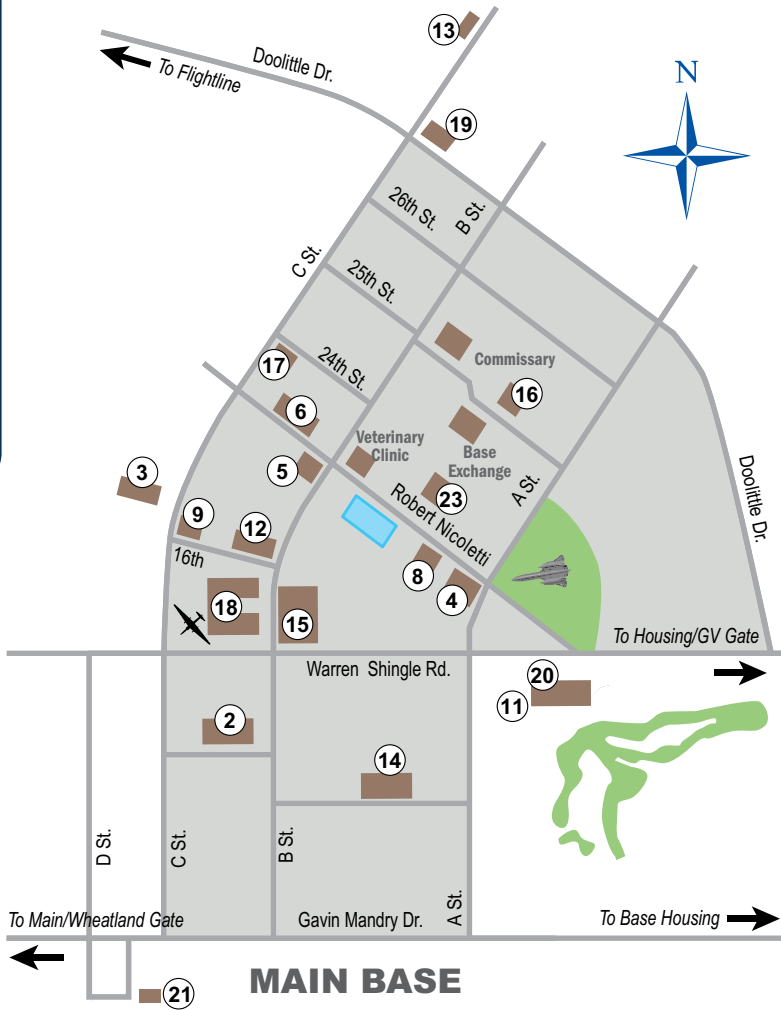 13
Doolittle Dr.
To Flightline
N
19
26th St.
B St.
C St.
25th St.
17
24th St.
Commissary
16
6
Veterinary
Clinic
Base
Exchange
3
5
23
A St.
Doolittle Dr.
Robert Nicoletti
9
12
16th
8
4
18
15
To Housing/GV Gate
Warren Shingle Rd.
20
11
2
14
D St.
C St.
B St.
A St.
To Main/Wheatland Gate
Gavin Mandry Dr.
To Base Housing
21
MAIN BASE